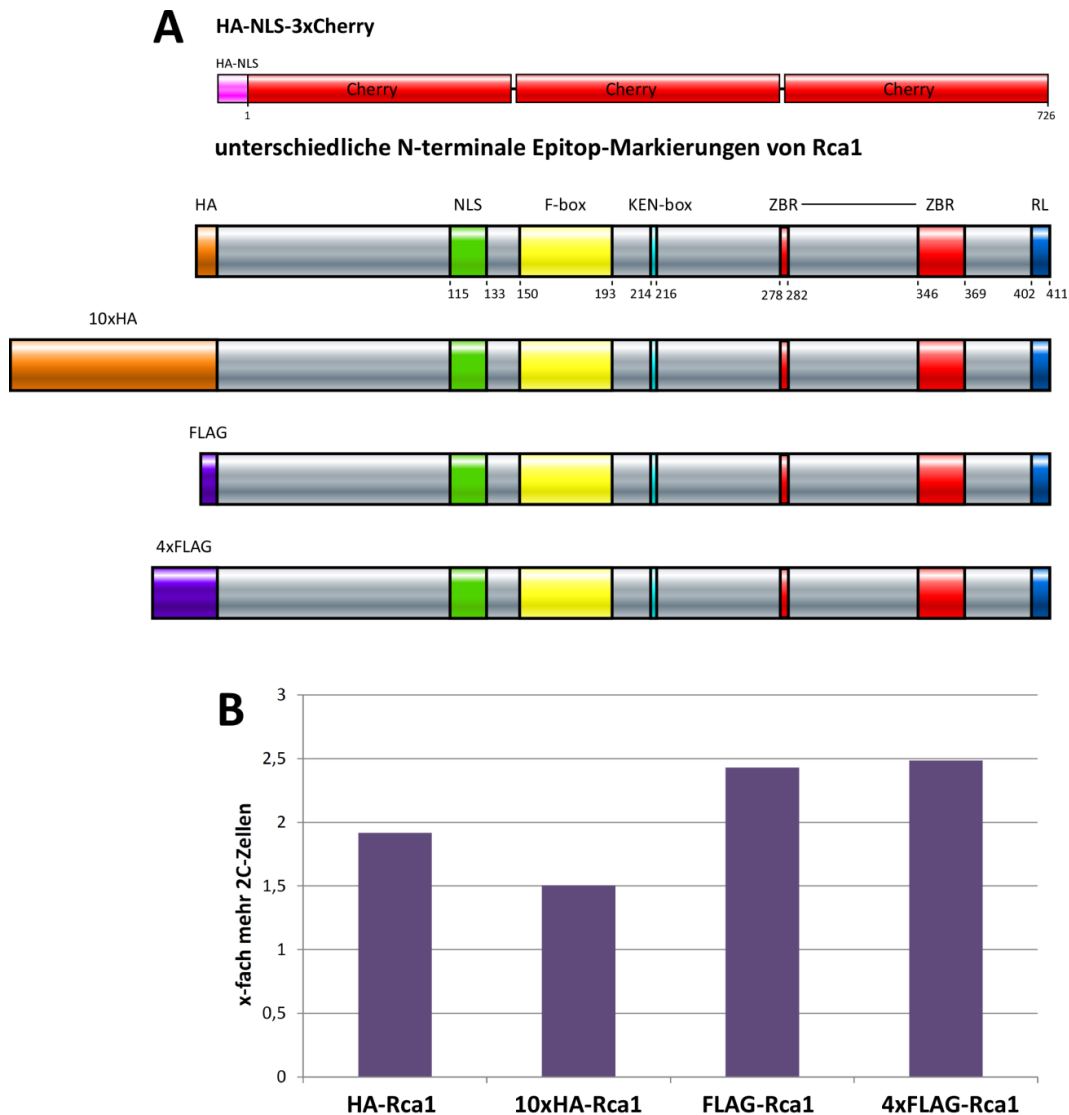 A
HA-NLS-3xCherry
HA-NLS
Cherry Cherry Cherry
1 726
unterschiedliche N-terminale Epitop-Markierungen von Rca1
HA NLS F-box KEN-box ZBR ZBR RL
115 133 150 193 214 216 278 282 346 369 402 411
10xHA
FLAG
4xFLAG
B
x-fach mehr 2C-Zellen
3
2,5
2
1,5
1
0,5
0
HA-Rca1 10xHA-Rca1 FLAG-Rca1 4xFLAG-Rca1